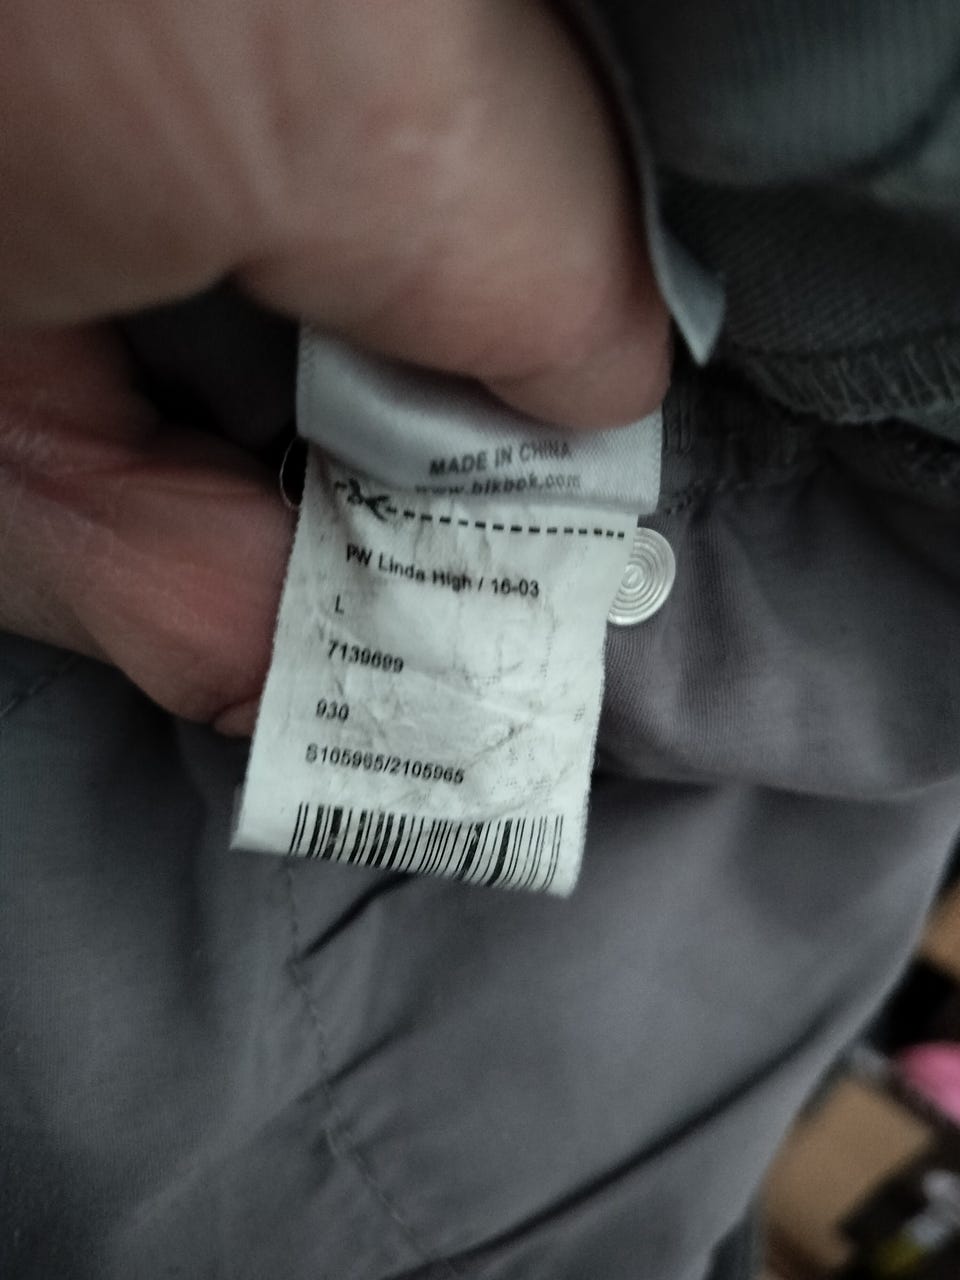 MADE IN CHINA
www.bikbok.com
PW Linda High / 16-03
L
7139699
930
S105965/2105965